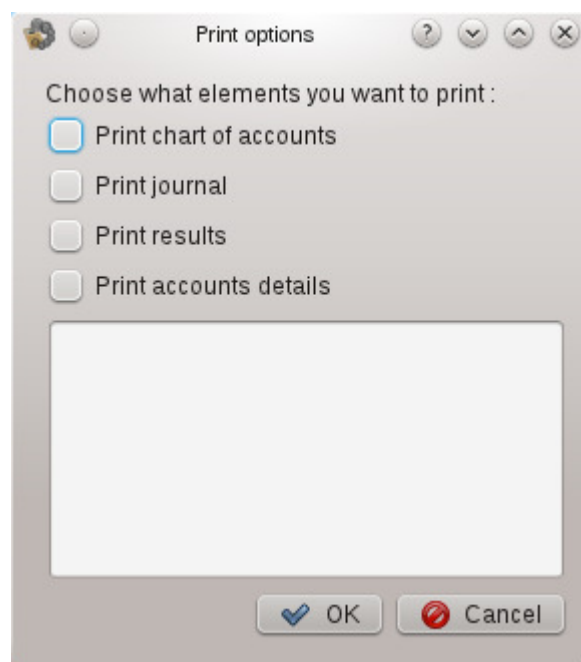 Print options
Choose what elements you want to print :
Print chart of accounts
Print journal
Print results
Print accounts details
OK
Cancel